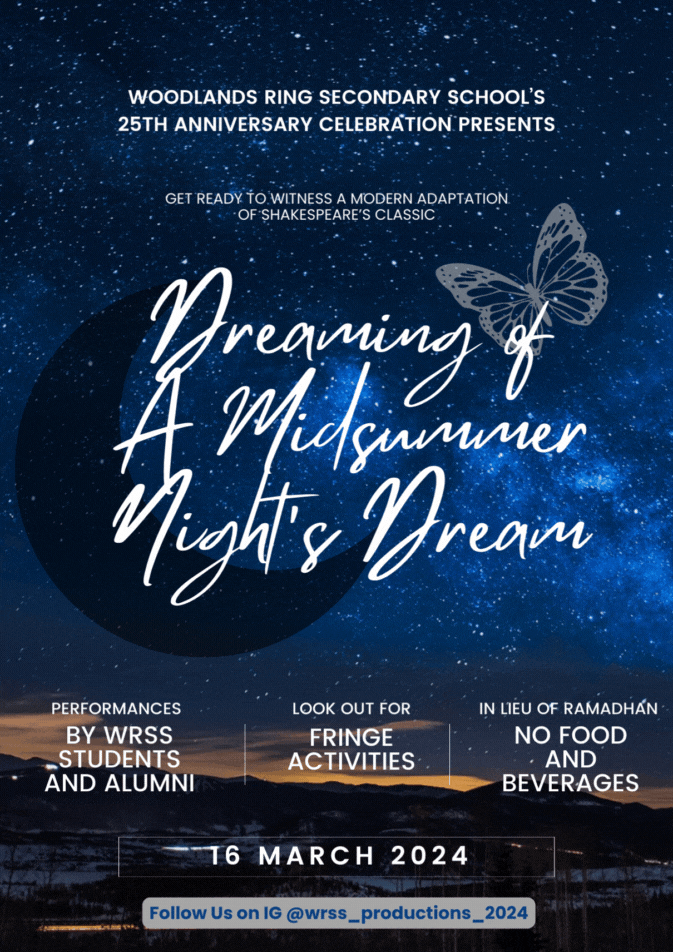 WOODLANDS RING SECONDARY SCHOOL'S
25TH ANNIVERSARY CELEBRATION PRESENTS
GET READY TO WITNESS A MODERN ADAPTATION
OF SHAKESPEARE'S CLASSIC
Dreaming of
A Midsummer
Night's Dream
PERFORMANCES
BY WRSS
STUDENTS
AND ALUMNI
LOOK OUT FOR
FRINGE
ACTIVITIES
IN LIEU OF RAMADHAN
NO FOOD
AND
BEVERAGES
16 MARCH 2024
Follow Us on IG @wrss_productions_2024